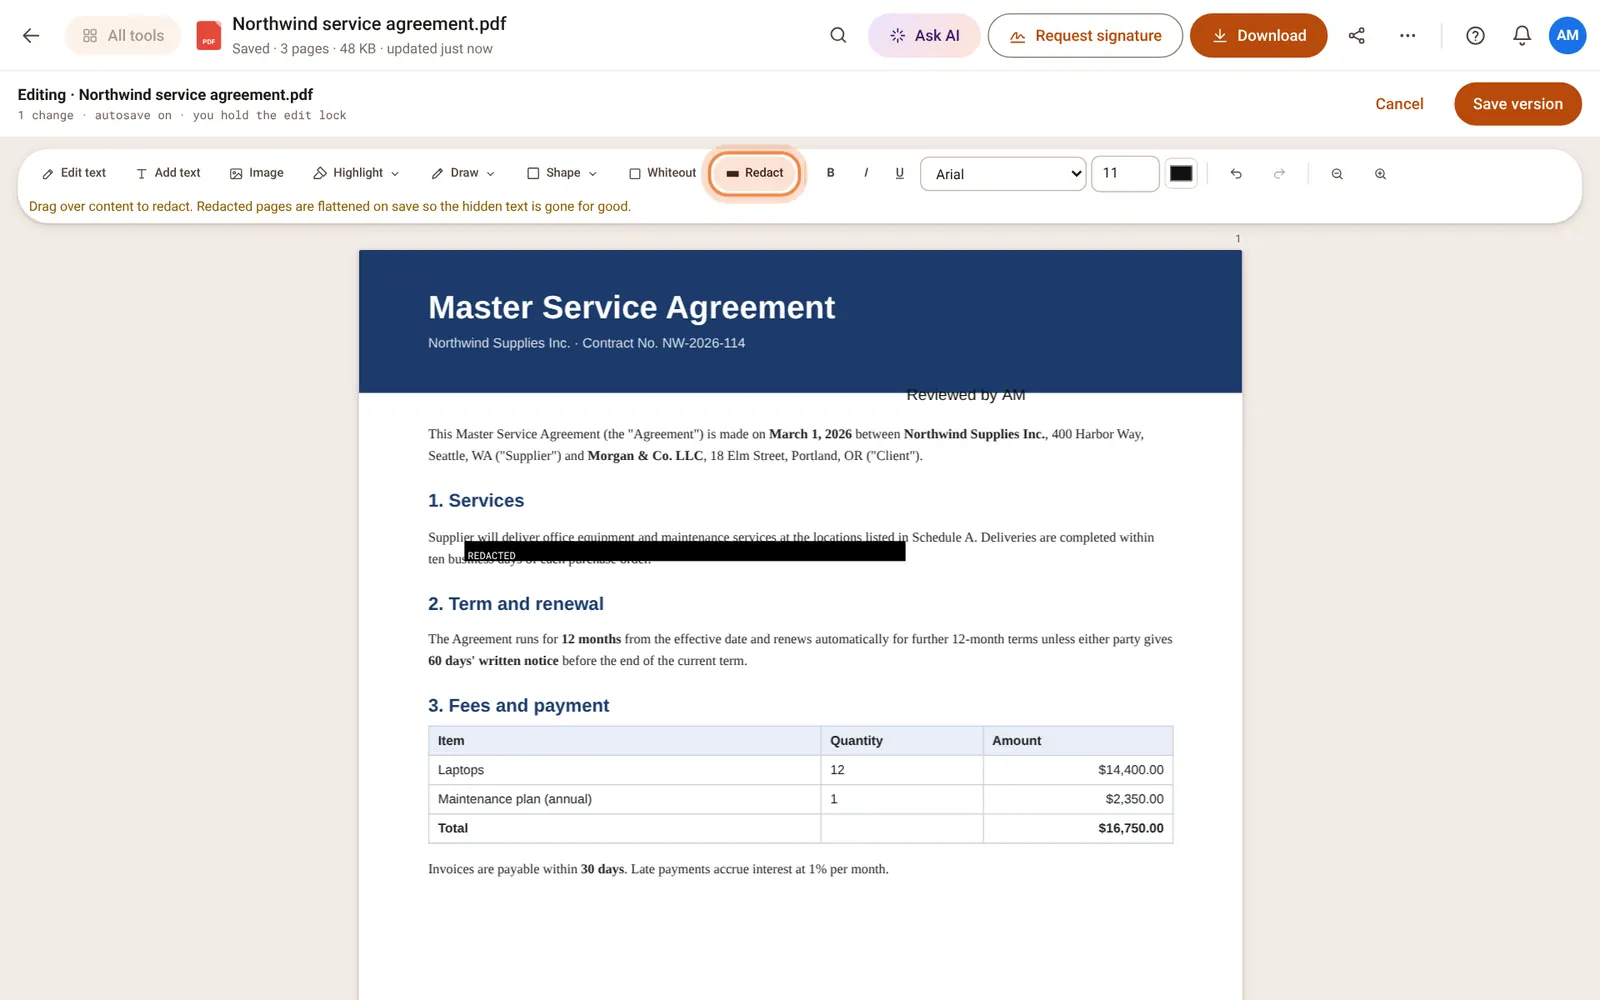 All tools
PDF
Northwind service agreement.pdf
Saved · 3 pages · 48 KB · updated just now
Ask AI
Request signature
Download
AM
Editing · Northwind service agreement.pdf
1 change · autosave on · you hold the edit lock
Cancel
Save version
Edit text
Add text
Image
Highlight
Draw
Shape
Whiteout
Redact
B
I
U
Arial
11
Drag over content to redact. Redacted pages are flattened on save so the hidden text is gone for good.
1
Master Service Agreement
Northwind Supplies Inc. · Contract No. NW-2026-114
Reviewed by AM
This Master Service Agreement (the "Agreement") is made on March 1, 2026 between Northwind Supplies Inc., 400 Harbor Way,
Seattle, WA ("Supplier") and Morgan & Co. LLC, 18 Elm Street, Portland, OR ("Client").
1. Services
Supplier will deliver office equipment and maintenance services at the locations listed in Schedule A. Deliveries are completed within
REDACTED
ten business days of each purchase order.
2. Term and renewal
The Agreement runs for 12 months from the effective date and renews automatically for further 12-month terms unless either party gives
60 days' written notice before the end of the current term.
3. Fees and payment
Item Quantity Amount
Laptops 12 $14,400.00
Maintenance plan (annual) 1 $2,350.00
Total $16,750.00
Invoices are payable within 30 days. Late payments accrue interest at 1% per month.